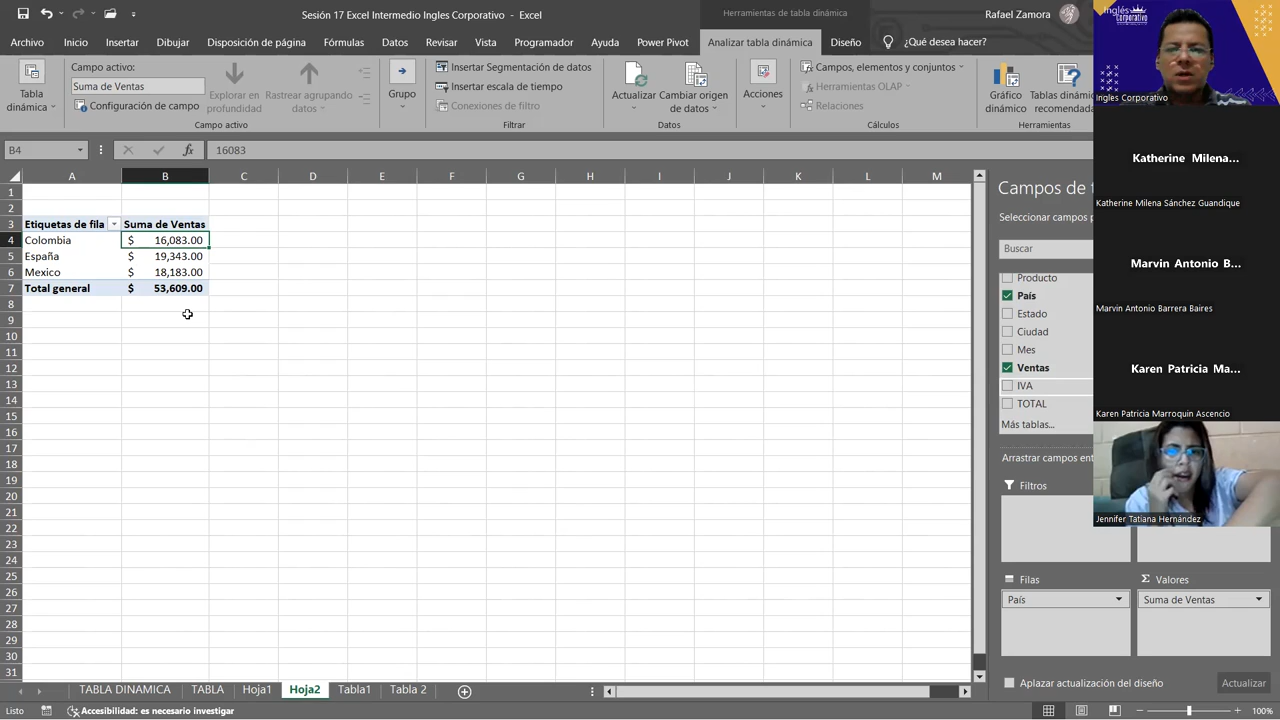 Sesión 17 Excel Intermedio Inglés Corporativo - Excel
Herramientas de tabla dinámica
Rafael Zamora
Archivo Inicio Insertar Dibujar Disposición de página Fórmulas Datos Revisar Vista Programador Ayuda Power Pivot Analizar tabla dinámica Diseño ¿Qué desea hacer?
Tabla dinámica
Campo activo:
Suma de Ventas
Configuración de campo
Explorar en profundidad
Rastrear agrupando datos
Campo activo
Grupo
Insertar Segmentación de datos
Insertar escala de tiempo
Conexiones de filtro
Filtrar
Actualizar
Cambiar origen de datos
Datos
Acciones
Campos, elementos y conjuntos
Herramientas OLAP
Relaciones
Cálculos
Gráfico dinámico
Tablas dinámi
recomendada
Herramientas
B4
fx
16083
A B C D E F G H I J K L M
1
2
3 Etiquetas de fila Suma de Ventas
4 Colombia $ 16,083.00
5 España $ 19,343.00
6 Mexico $ 18,183.00
7 Total general $ 53,609.00
8
9
10
11
12
13
14
15
16
17
18
19
20
21
22
23
24
25
26
27
28
29
30
31
Campos de t
Seleccionar campos p
Buscar
Producto
País
Estado
Ciudad
Mes
Ventas
IVA
TOTAL
Más tablas...
Arrastrar campos ent
Filtros
Filas
Σ Valores
País
Suma de Ventas
Aplazar actualización del diseño
Actualizar
TABLA DINAMICA TABLA Hoja1 Hoja2 Tabla1 Tabla 2
Listo
Accesibilidad: es necesario investigar
100%
Inglés
Corporativo
Ingles Corporativo
Katherine Milena...
Katherine Milena Sánchez Guandique
Marvin Antonio B...
Marvin Antonio Barrera Baires
Karen Patricia Ma...
Karen Patricia Marroquin Ascencio
Jennifer Tatiana Hernández